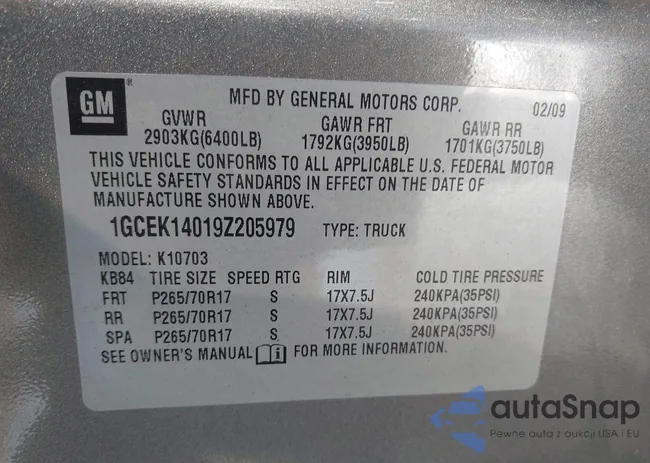 GM
MFD BY GENERAL MOTORS CORP. 02/09
GVWR GAWR FRT GAWR RR
2903KG(6400LB) 1792KG(3950LB) 1701KG(3750LB)
THIS VEHICLE CONFORMS TO ALL APPLICABLE U.S. FEDERAL MOTOR
VEHICLE SAFETY STANDARDS IN EFFECT ON THE DATE OF
MANUFACTURE SHOWN ABOVE.
1GCEK14019Z205979 TYPE: TRUCK
MODEL: K10703
KB84 TIRE SIZE SPEED RTG RIM COLD TIRE PRESSURE
FRT P265/70R17 S 17X7.5J 240KPA(35PSI)
RR P265/70R17 S 17X7.5J 240KPA(35PSI)
SPA P265/70R17 S 17X7.5J 240KPA(35PSI)
SEE OWNER'S MANUAL FOR MORE INFORMATION.
autaSnap
Pewne auta z aukcji USA i EU